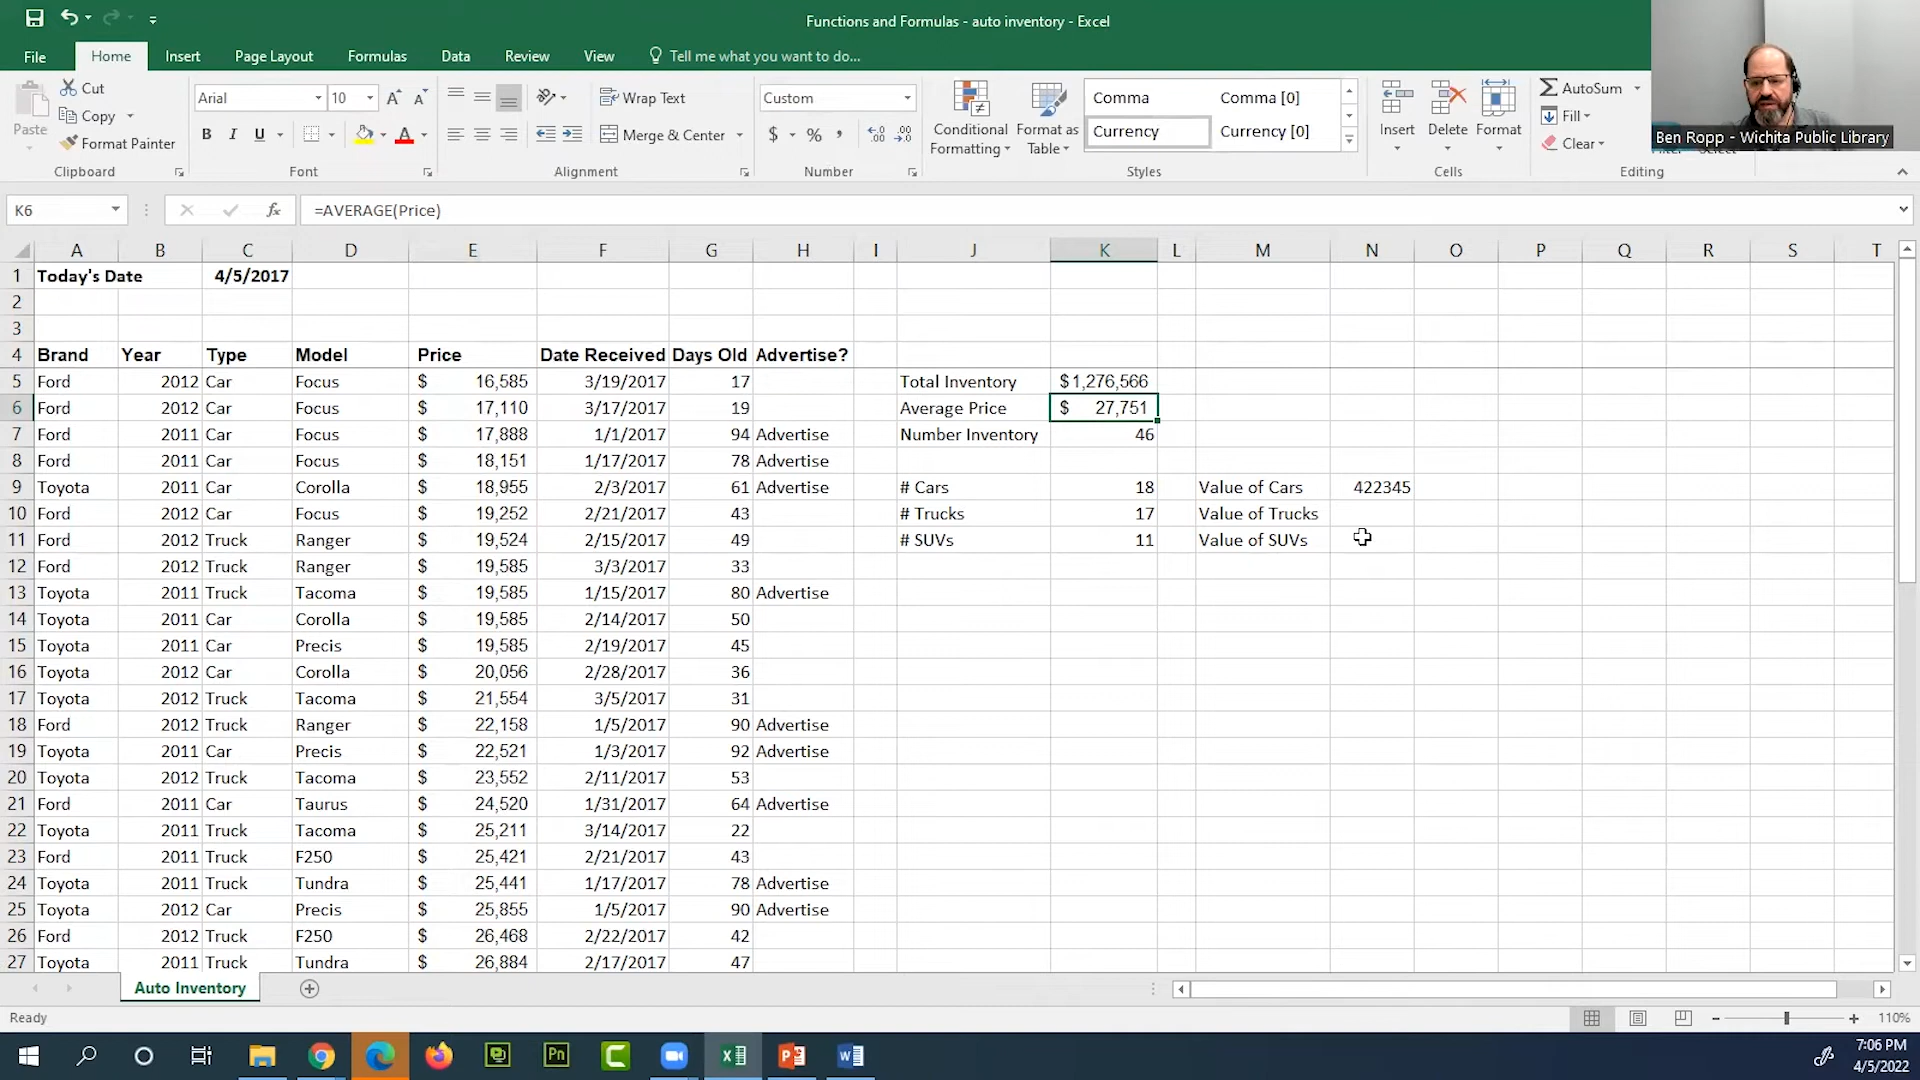 Functions and Formulas - auto inventory - Excel
File Home Insert Page Layout Formulas Data Review View Tell me what you want to do...
Paste Cut Copy Format Painter Clipboard
Arial 10 B I U A Font
Wrap Text Merge & Center Alignment
Custom $ % , Number
Conditional Formatting Format as Table
Comma Comma [0]
Currency Currency [0]
Styles
Insert Delete Format Cells
AutoSum Fill Clear Editing
Ben Ropp - Wichita Public Library
K6 fx =AVERAGE(Price)
A B C D E F G H I J K L M N O P Q R S T
1 Today's Date 4/5/2017
2
3
4 Brand Year Type Model Price Date Received Days Old Advertise?
5 Ford 2012 Car Focus $ 16,585 3/19/2017 17 Total Inventory $1,276,566
6 Ford 2012 Car Focus $ 17,110 3/17/2017 19 Average Price $ 27,751
7 Ford 2011 Car Focus $ 17,888 1/1/2017 94 Advertise Number Inventory 46
8 Ford 2011 Car Focus $ 18,151 1/17/2017 78 Advertise
9 Toyota 2011 Car Corolla $ 18,955 2/3/2017 61 Advertise # Cars 18 Value of Cars 422345
10 Ford 2012 Car Focus $ 19,252 2/21/2017 43 # Trucks 17 Value of Trucks
11 Ford 2012 Truck Ranger $ 19,524 2/15/2017 49 # SUVs 11 Value of SUVs
12 Ford 2012 Truck Ranger $ 19,585 3/3/2017 33
13 Toyota 2011 Truck Tacoma $ 19,585 1/15/2017 80 Advertise
14 Toyota 2011 Car Corolla $ 19,585 2/14/2017 50
15 Toyota 2011 Car Precis $ 19,585 2/19/2017 45
16 Toyota 2012 Car Corolla $ 20,056 2/28/2017 36
17 Toyota 2012 Truck Tacoma $ 21,554 3/5/2017 31
18 Ford 2012 Truck Ranger $ 22,158 1/5/2017 90 Advertise
19 Toyota 2011 Car Precis $ 22,521 1/3/2017 92 Advertise
20 Toyota 2012 Truck Tacoma $ 23,552 2/11/2017 53
21 Ford 2011 Car Taurus $ 24,520 1/31/2017 64 Advertise
22 Toyota 2011 Truck Tacoma $ 25,211 3/14/2017 22
23 Ford 2011 Truck F250 $ 25,421 2/21/2017 43
24 Toyota 2011 Truck Tundra $ 25,441 1/17/2017 78 Advertise
25 Toyota 2012 Car Precis $ 25,855 1/5/2017 90 Advertise
26 Ford 2012 Truck F250 $ 26,468 2/22/2017 42
27 Toyota 2011 Truck Tundra $ 26,884 2/17/2017 47
Auto Inventory
Ready 110%
Pn C X P W
7:06 PM
4/5/2022